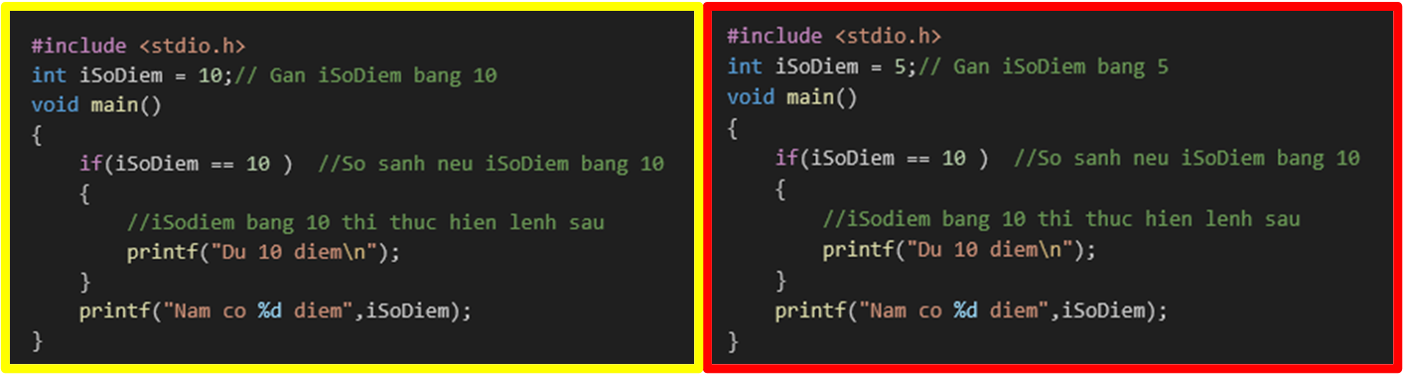 #include <stdio.h>
int iSoDiem = 10;// Gan iSoDiem bang 10
void main()
{
    if(iSoDiem == 10 )  //So sanh neu iSoDiem bang 10
    {
        //iSodiem bang 10 thi thuc hien lenh sau
        printf("Du 10 diem\n");
    }
    printf("Nam co %d diem",iSoDiem);
}
#include <stdio.h>
int iSoDiem = 5;// Gan iSoDiem bang 5
void main()
{
    if(iSoDiem == 10 )  //So sanh neu iSoDiem bang 10
    {
        //iSodiem bang 10 thi thuc hien lenh sau
        printf("Du 10 diem\n");
    }
    printf("Nam co %d diem",iSoDiem);
}